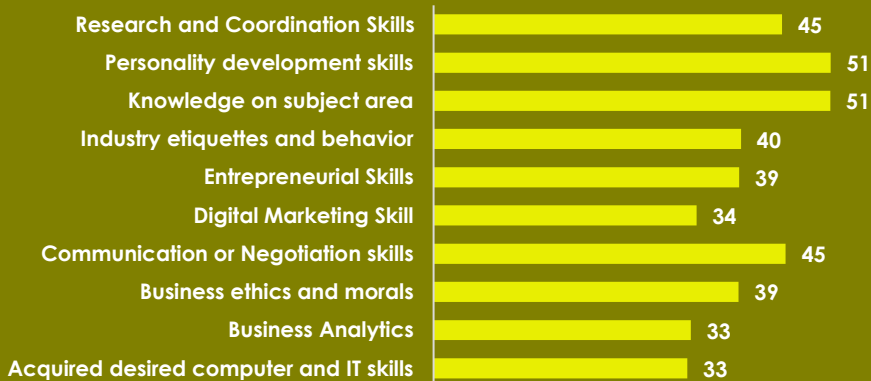 Research and Coordination Skills 45
Personality development skills 51
Knowledge on subject area 51
Industry etiquettes and behavior 40
Entrepreneurial Skills 39
Digital Marketing Skill 34
Communication or Negotiation skills 45
Business ethics and morals 39
Business Analytics 33
Acquired desired computer and IT skills 33